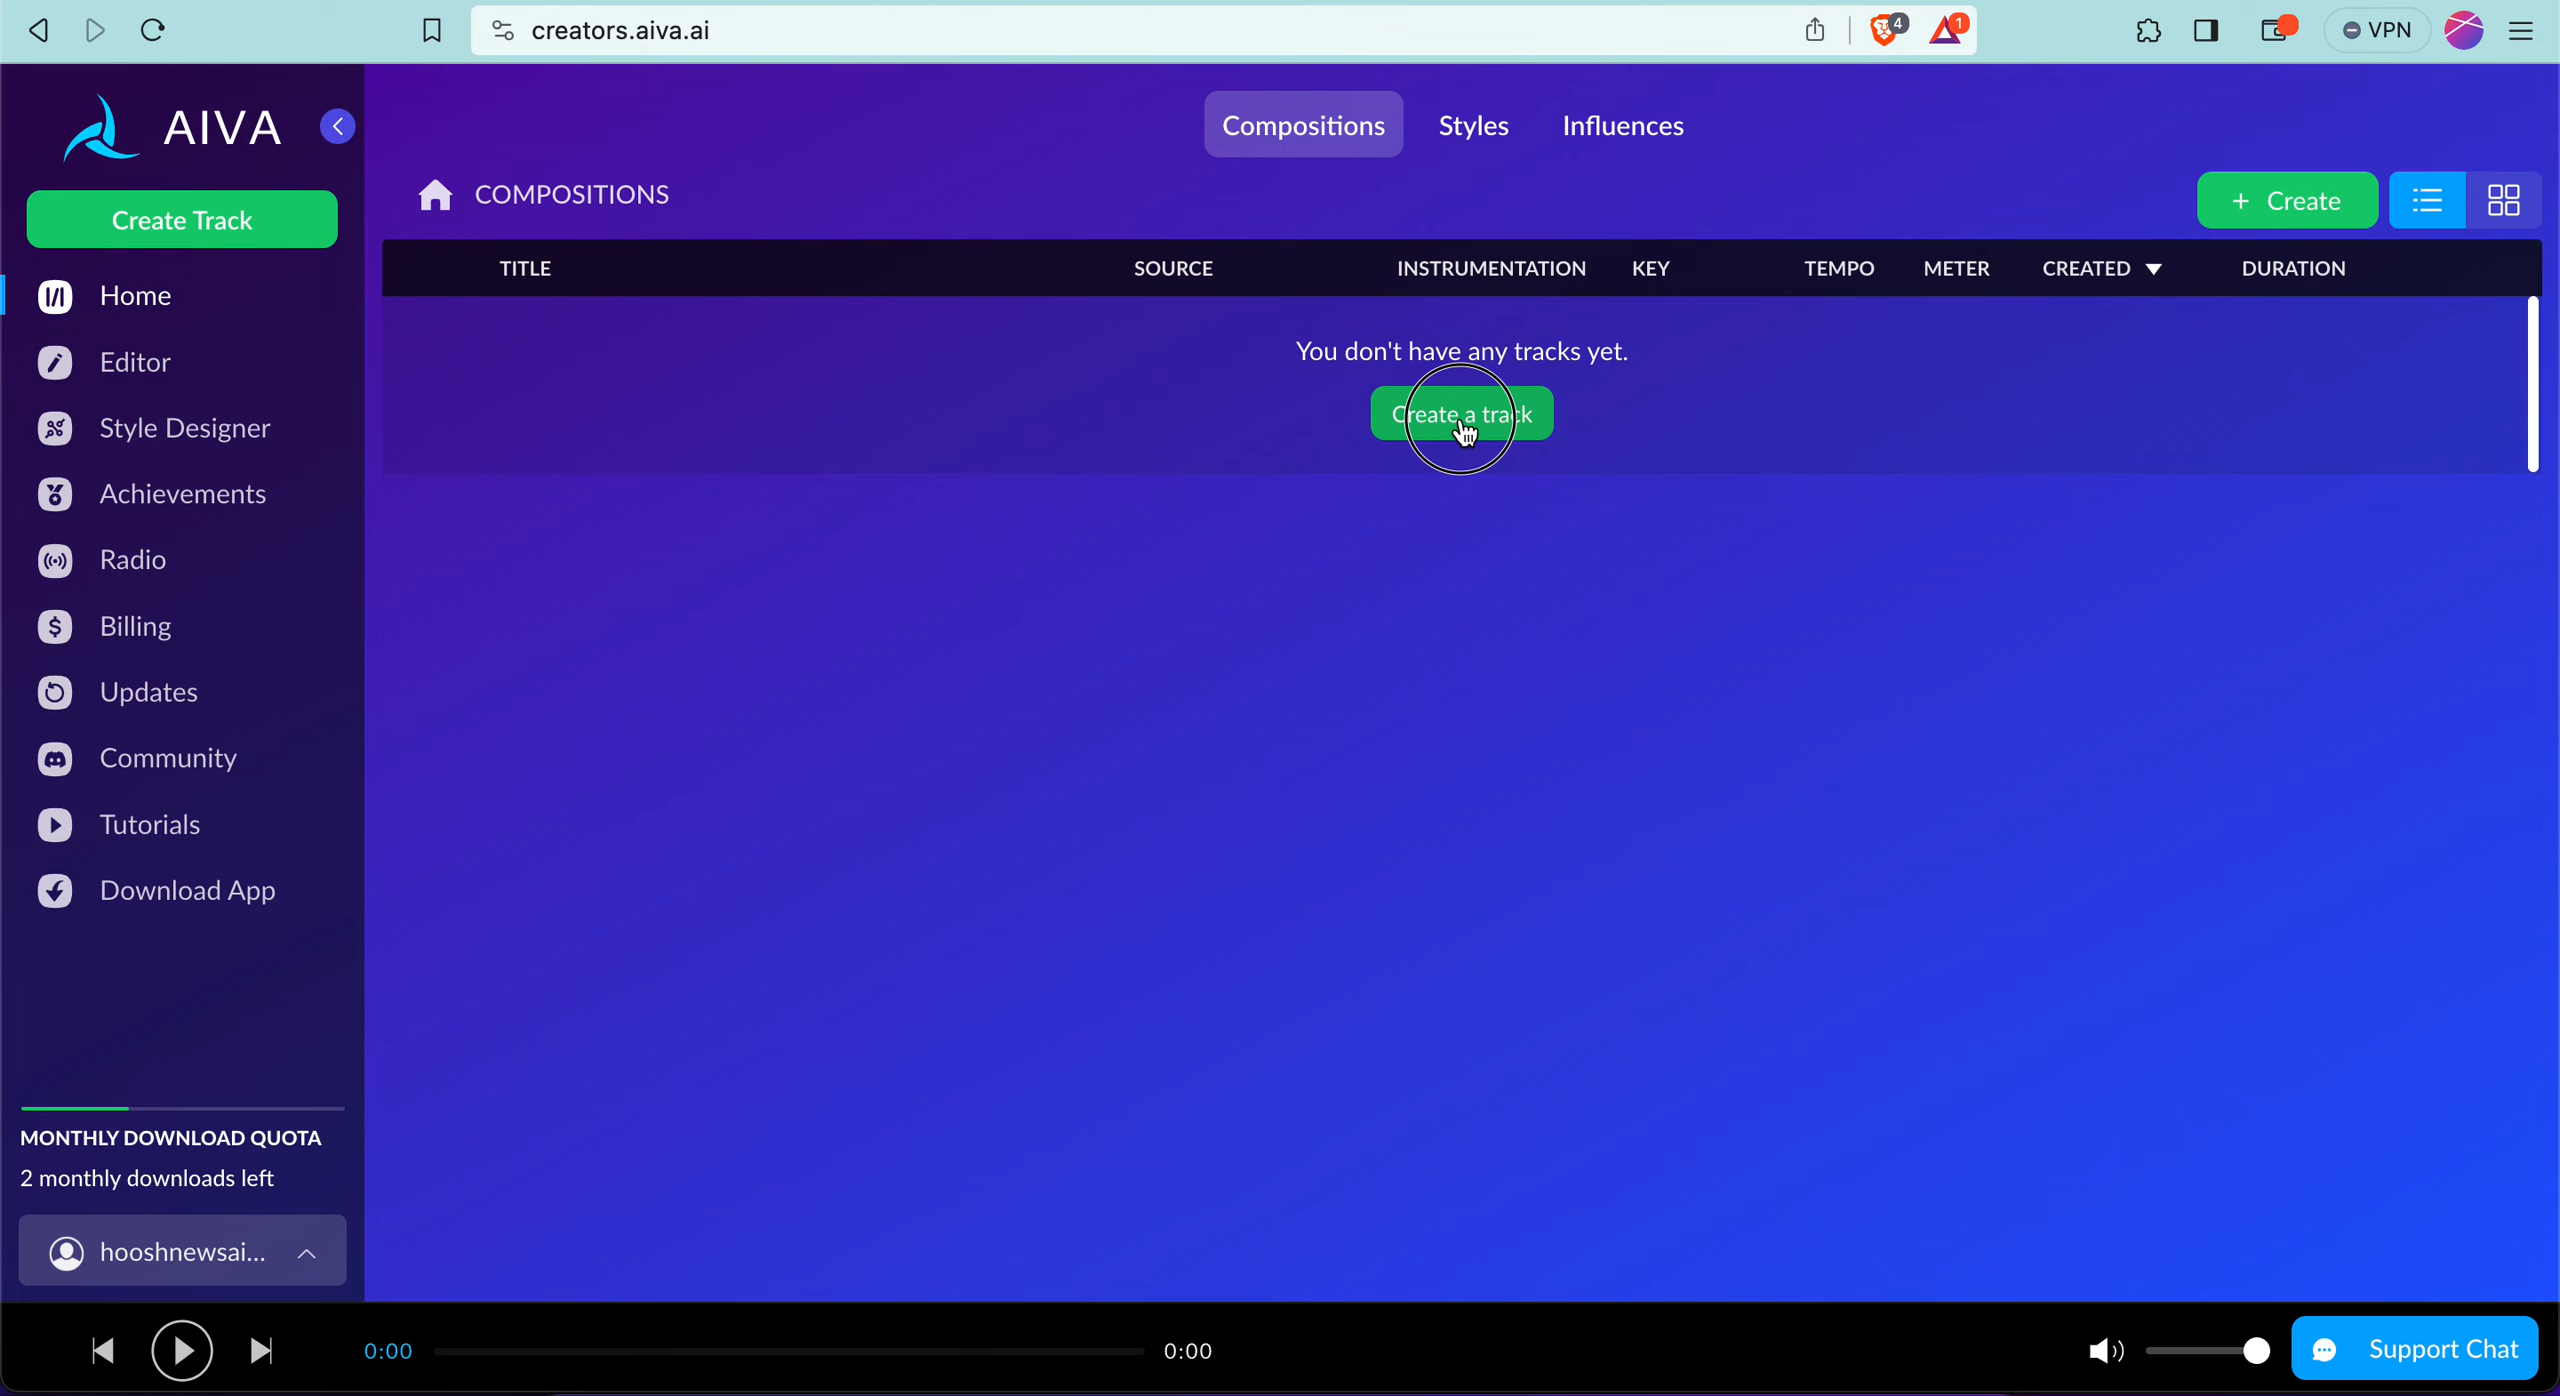 creators.aiva.ai
4
1
VPN
AIVA
Create Track
Home
Editor
Style Designer
Achievements
Radio
Billing
Updates
Community
Tutorials
Download App
MONTHLY DOWNLOAD QUOTA
2 monthly downloads left
hooshnewsai...
Compositions Styles Influences
COMPOSITIONS
+ Create
TITLE SOURCE INSTRUMENTATION KEY TEMPO METER CREATED DURATION
You don't have any tracks yet.
Create a track
0:00 0:00
Support Chat